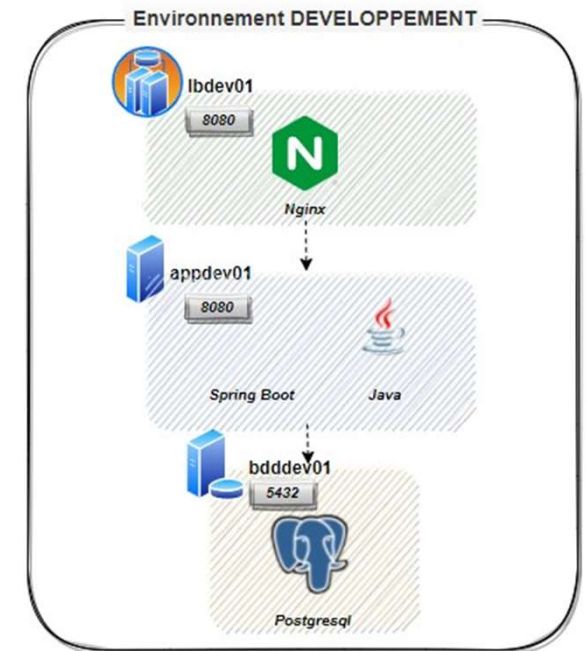 Environnement DEVELOPPEMENT
lbdev01
8080
N
Nginx
appdev01
8080
Spring Boot
Java
bdddev01
5432
Postgresql